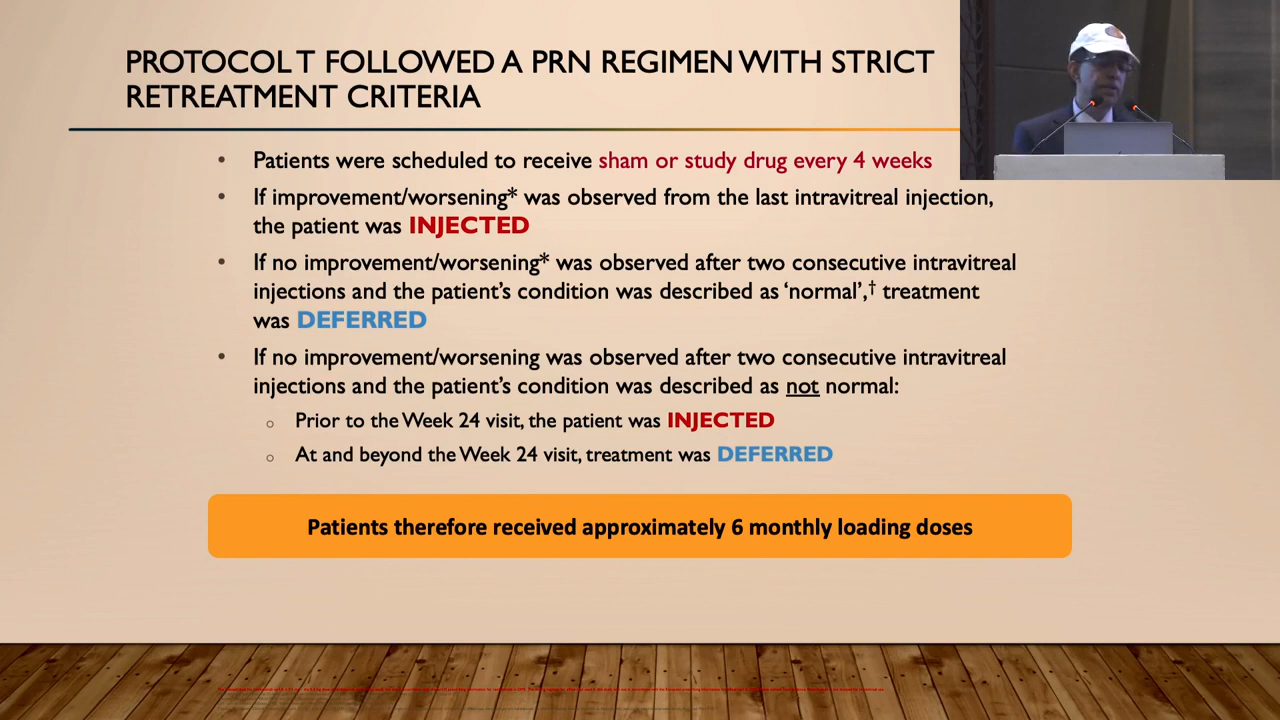 PROTOCOL T FOLLOWED A PRN REGIMEN WITH STRICT
RETREATMENT CRITERIA
• Patients were scheduled to receive sham or study drug every 4 weeks
• If improvement/worsening* was observed from the last intravitreal injection,
the patient was INJECTED
• If no improvement/worsening* was observed after two consecutive intravitreal
injections and the patient's condition was described as ‘normal’,† treatment
was DEFERRED
• If no improvement/worsening was observed after two consecutive intravitreal
injections and the patient's condition was described as not normal:
○ Prior to the Week 24 visit, the patient was INJECTED
○ At and beyond the Week 24 visit, treatment was DEFERRED
Patients therefore received approximately 6 monthly loading doses